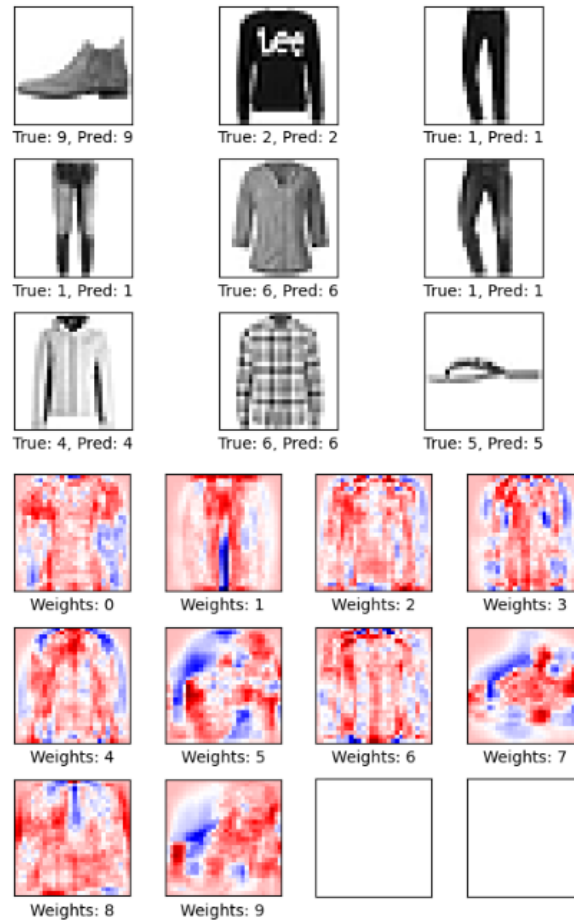 Lee
True: 9, Pred: 9
True: 2, Pred: 2
True: 1, Pred: 1
True: 1, Pred: 1
True: 6, Pred: 6
True: 1, Pred: 1
True: 4, Pred: 4
True: 6, Pred: 6
True: 5, Pred: 5
Weights: 0
Weights: 1
Weights: 2
Weights: 3
Weights: 4
Weights: 5
Weights: 6
Weights: 7
Weights: 8
Weights: 9